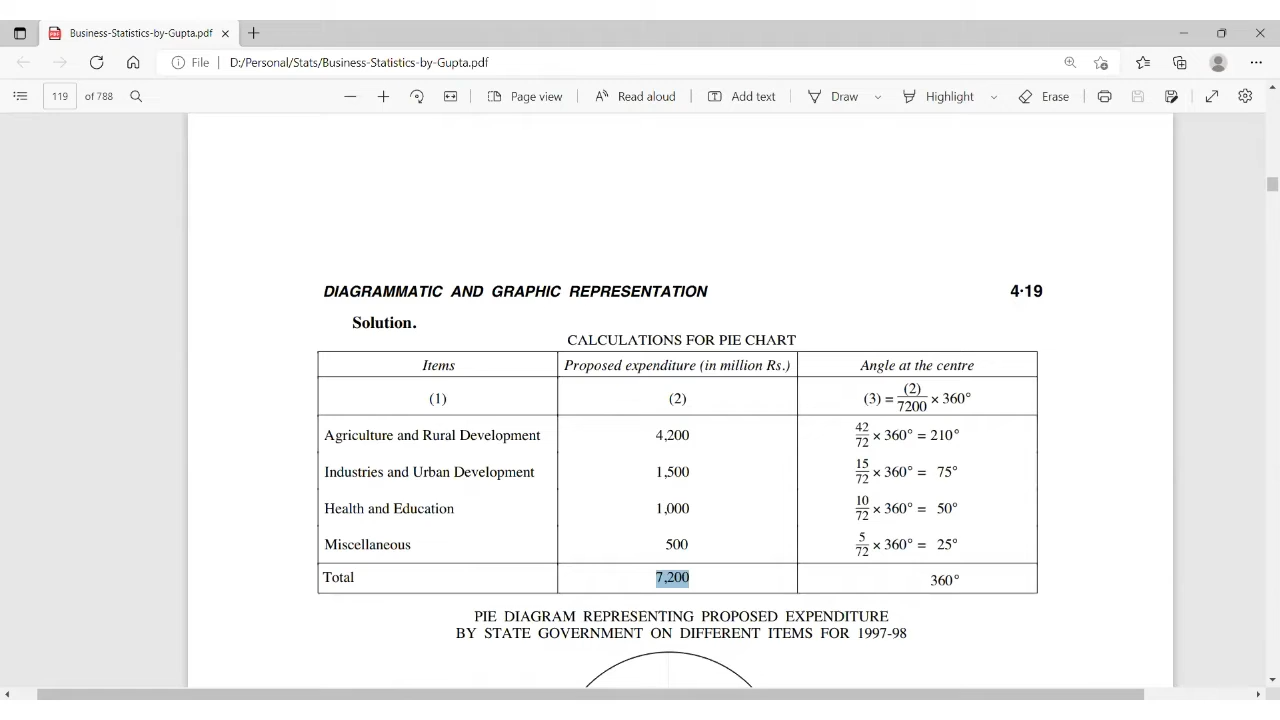 Business-Statistics-by-Gupta.pdf
File D:/Personal/Stats/Business-Statistics-by-Gupta.pdf
119 of 788 Page view Read aloud Add text Draw Highlight Erase
DIAGRAMMATIC AND GRAPHIC REPRESENTATION 4·19
Solution.
CALCULATIONS FOR PIE CHART
Items Proposed expenditure (in million Rs.) Angle at the centre
(1) (2) (3) = (2)/7200 × 360°
Agriculture and Rural Development 4,200 42/72 × 360° = 210°
Industries and Urban Development 1,500 15/72 × 360° = 75°
Health and Education 1,000 10/72 × 360° = 50°
Miscellaneous 500 5/72 × 360° = 25°
Total 7,200 360°
PIE DIAGRAM REPRESENTING PROPOSED EXPENDITURE
BY STATE GOVERNMENT ON DIFFERENT ITEMS FOR 1997-98